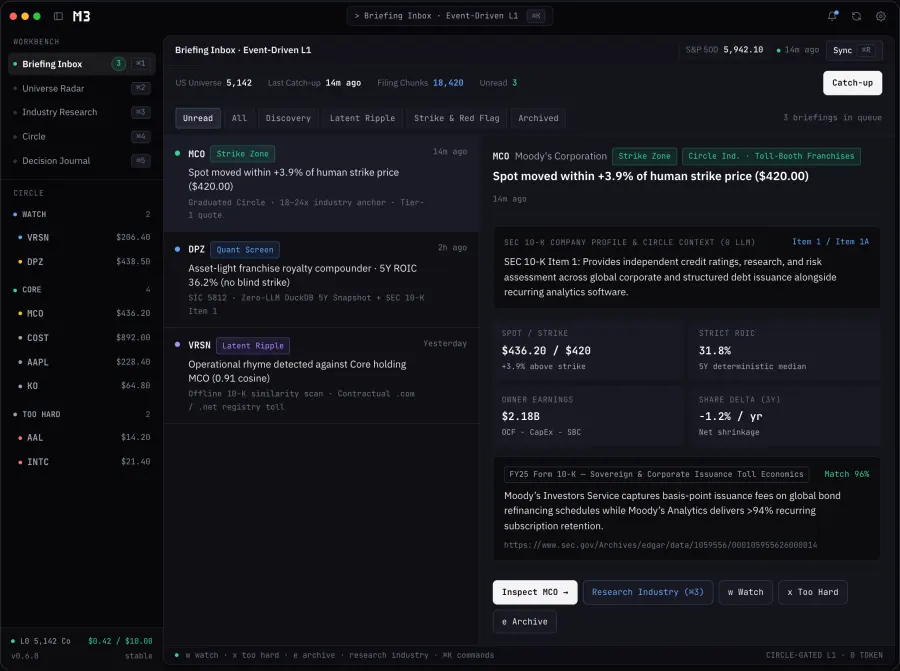 M3
> Briefing Inbox · Event-Driven L1 ⌘K
WORKBENCH
Briefing Inbox 3 ⌘1
Universe Radar ⌘2
Industry Research ⌘3
Circle ⌘4
Decision Journal ⌘5
CIRCLE
WATCH 2
VRSN $206.40
DPZ $438.50
CORE 4
MCO $436.20
COST $892.00
AAPL $228.40
KO $64.80
TOO HARD 2
AAL $14.20
INTC $21.40
L0 5,142 Co $0.42 / $10.00
v0.6.8 stable
Briefing Inbox · Event-Driven L1
S&P 500 5,942.10 14m ago Sync ⌘R
US Universe 5,142 Last Catch-up 14m ago Filing Chunks 18,420 Unread 3
Catch-up
Unread All Discovery Latent Ripple Strike & Red Flag Archived
3 briefings in queue
MCO Strike Zone 14m ago
Spot moved within +3.9% of human strike price
($420.00)
Graduated Circle · 18–24x industry anchor · Tier-
1 quote
DPZ Quant Screen 2h ago
Asset-light franchise royalty compounder · 5Y ROIC
36.2% (no blind strike)
SIC 5812 · Zero-LLM DuckDB 5Y Snapshot + SEC 10-K
Item 1
VRSN Latent Ripple Yesterday
Operational rhyme detected against Core holding
MCO (0.91 cosine)
Offline 10-K similarity scan · Contractual .com
/ .net registry toll
MCO Moody's Corporation Strike Zone Circle Ind. · Toll-Booth Franchises
Spot moved within +3.9% of human strike price ($420.00)
14m ago
SEC 10-K COMPANY PROFILE & CIRCLE CONTEXT (0 LLM) Item 1 / Item 1A
SEC 10-K Item 1: Provides independent credit ratings, research, and risk
assessment across global corporate and structured debt issuance alongside
recurring analytics software.
SPOT / STRIKE
$436.20 / $420
+3.9% above strike
STRICT ROIC
31.8%
5Y deterministic median
OWNER EARNINGS
$2.18B
OCF - CapEx - SBC
SHARE DELTA (3Y)
-1.2% / yr
Net shrinkage
FY25 Form 10-K — Sovereign & Corporate Issuance Toll Economics Match 96%
Moody's Investors Service captures basis-point issuance fees on global bond
refinancing schedules while Moody's Analytics delivers >94% recurring
subscription retention.
https://www.sec.gov/Archives/edgar/data/1059556/000105955626000014
Inspect MCO → Research Industry (⌘3) w Watch x Too Hard
e Archive
w watch · x too hard · e archive · research industry · ⌘K commands
CIRCLE-GATED L1 · 0 TOKEN